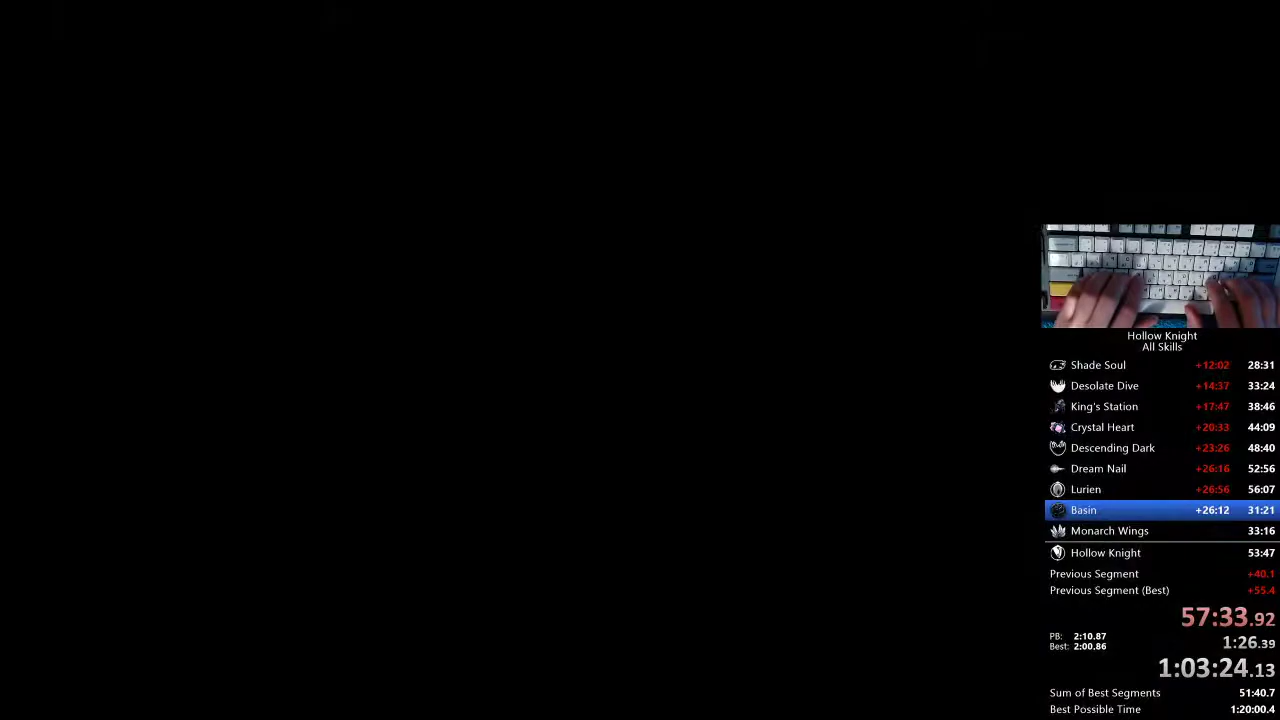 Hollow Knight
All Skills
Shade Soul +12:02 28:31
Desolate Dive +14:37 33:24
King's Station +17:47 38:46
Crystal Heart +20:33 44:09
Descending Dark +23:26 48:40
Dream Nail +26:16 52:56
Lurien +26:56 56:07
Basin +26:12 31:21
Monarch Wings 33:16
Hollow Knight 53:47
Previous Segment +40.1
Previous Segment (Best) +55.4
57:33.92
PB: 2:10.87
Best: 2:00.86
1:26.39
1:03:24.13
Sum of Best Segments 51:40.7
Best Possible Time 1:20:00.4